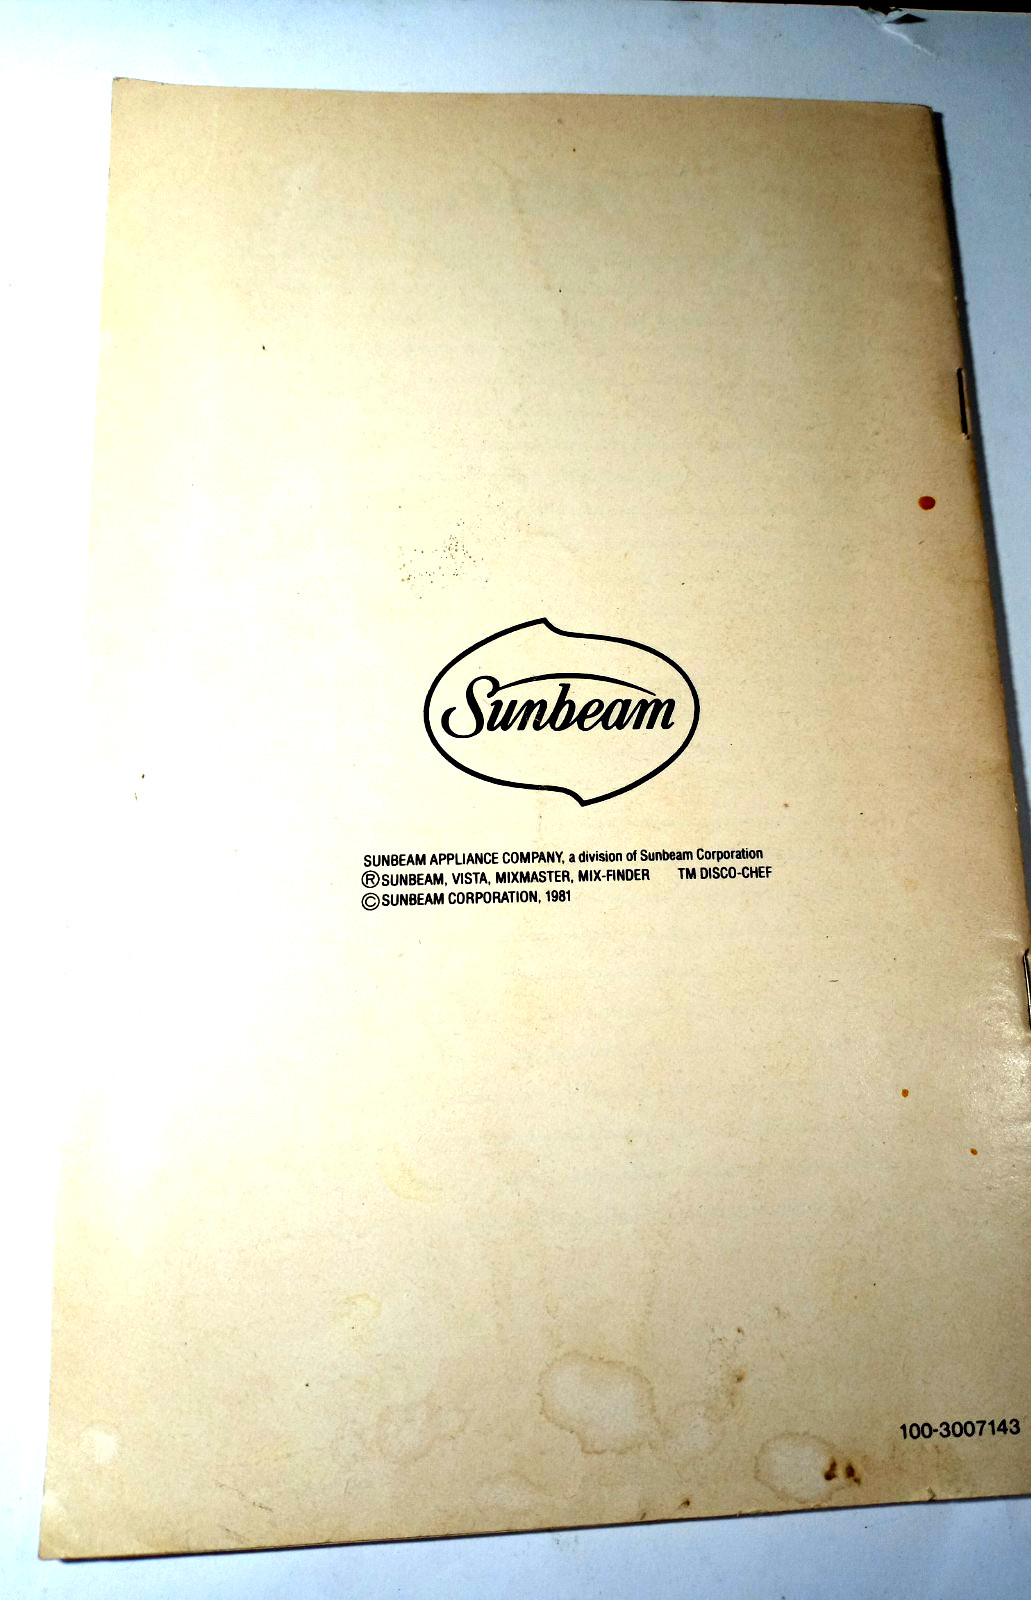 Sunbeam
SUNBEAM APPLIANCE COMPANY, a division of Sunbeam Corporation
®SUNBEAM, VISTA, MIXMASTER, MIX-FINDER TM DISCO-CHEF
©SUNBEAM CORPORATION, 1981
100-3007143